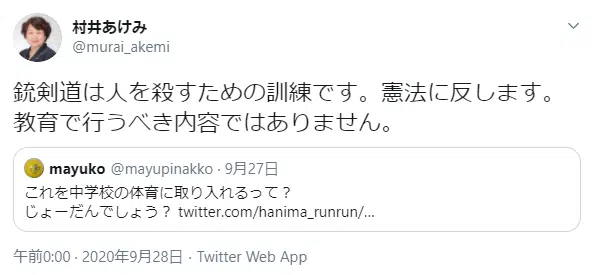 村井あけみ
@murai_akemi
銃剣道は人を殺すための訓練です。憲法に反します。
教育で行うべき内容ではありません。
mayuko @mayupinakko · 9月27日
これを中学校の体育に取り入れるって？
じょーだんでしょう？ twitter.com/hanima_runrun/...
午前0:00 · 2020年9月28日 · Twitter Web App